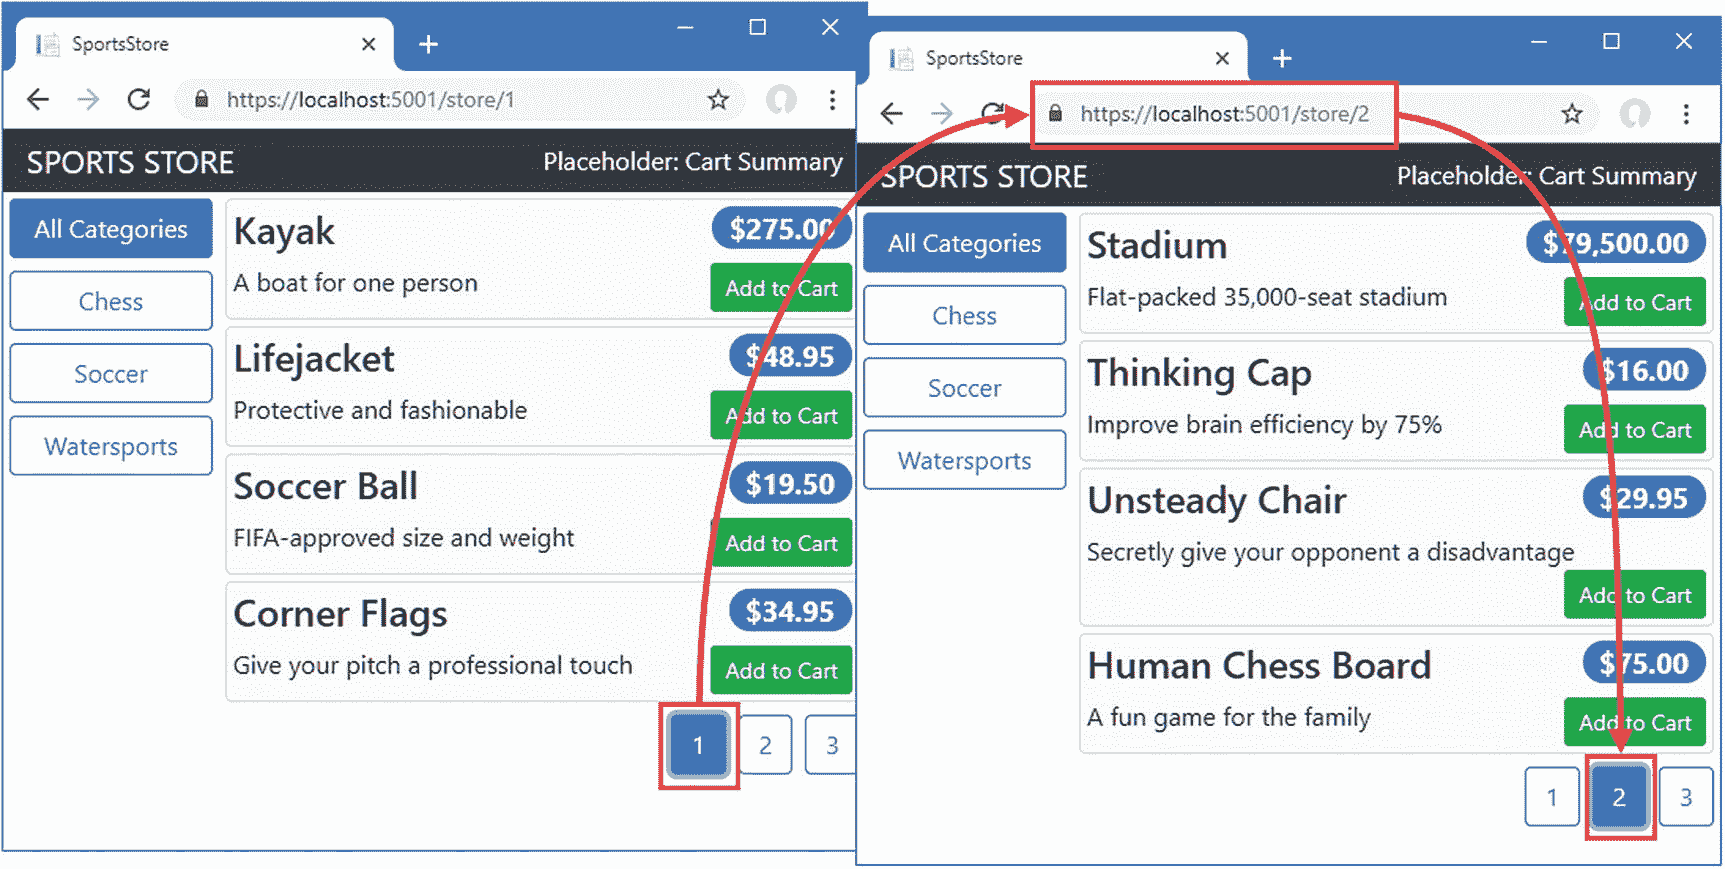 SportsStore
https://localhost:5001/store/1
SPORTS STORE
Placeholder: Cart Summary
All Categories
Chess
Soccer
Watersports
Kayak
$275.00
A boat for one person
Add to Cart
Lifejacket
$48.95
Protective and fashionable
Add to Cart
Soccer Ball
$19.50
FIFA-approved size and weight
Add to Cart
Corner Flags
$34.95
Give your pitch a professional touch
Add to Cart
1
2
3
SportsStore
https://localhost:5001/store/2
SPORTS STORE
Placeholder: Cart Summary
All Categories
Chess
Soccer
Watersports
Stadium
$79,500.00
Flat-packed 35,000-seat stadium
Add to Cart
Thinking Cap
$16.00
Improve brain efficiency by 75%
Add to Cart
Unsteady Chair
$29.95
Secretly give your opponent a disadvantage
Add to Cart
Human Chess Board
$75.00
A fun game for the family
Add to Cart
1
2
3